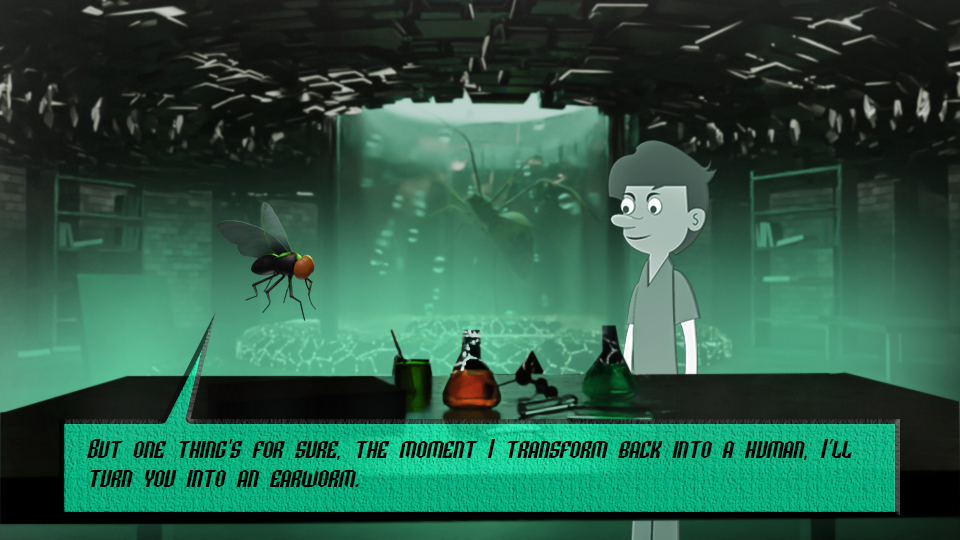 But one thing's for sure, the moment I transform back into a human, I'll
turn you into an earworm.